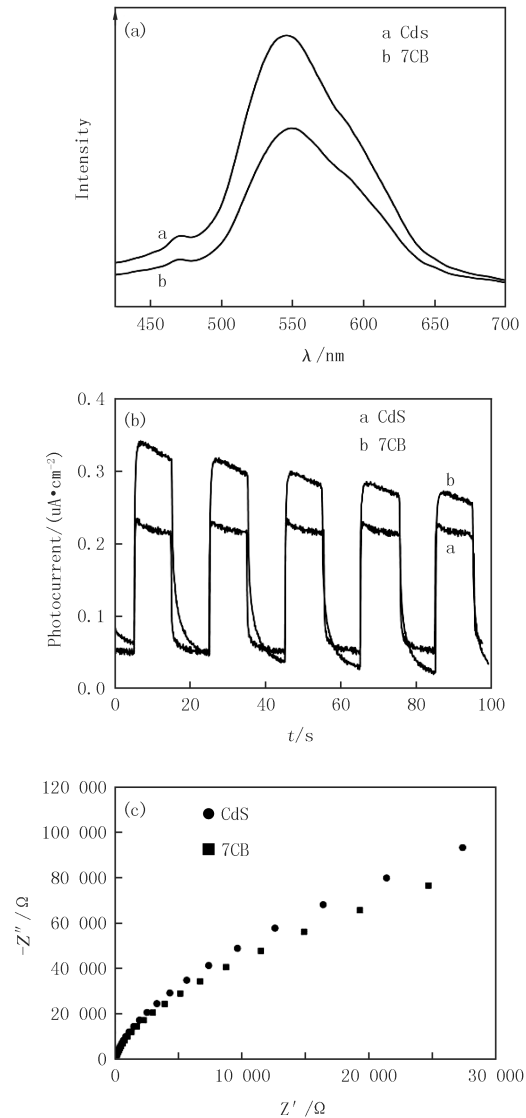 (a)
a Cds
b 7CB
Intensity
a
b
450 500 550 600 650 700
λ/nm
(b)
a CdS
b 7CB
Photocurrent/(uA•cm⁻²)
0.4
0.3
0.2
0.1
0.0
b
a
0 20 40 60 80 100
t/s
(c)
CdS
7CB
-Z″/Ω
120 000
100 000
80 000
60 000
40 000
20 000
0
0 10 000 20 000 30 000
Z′/Ω